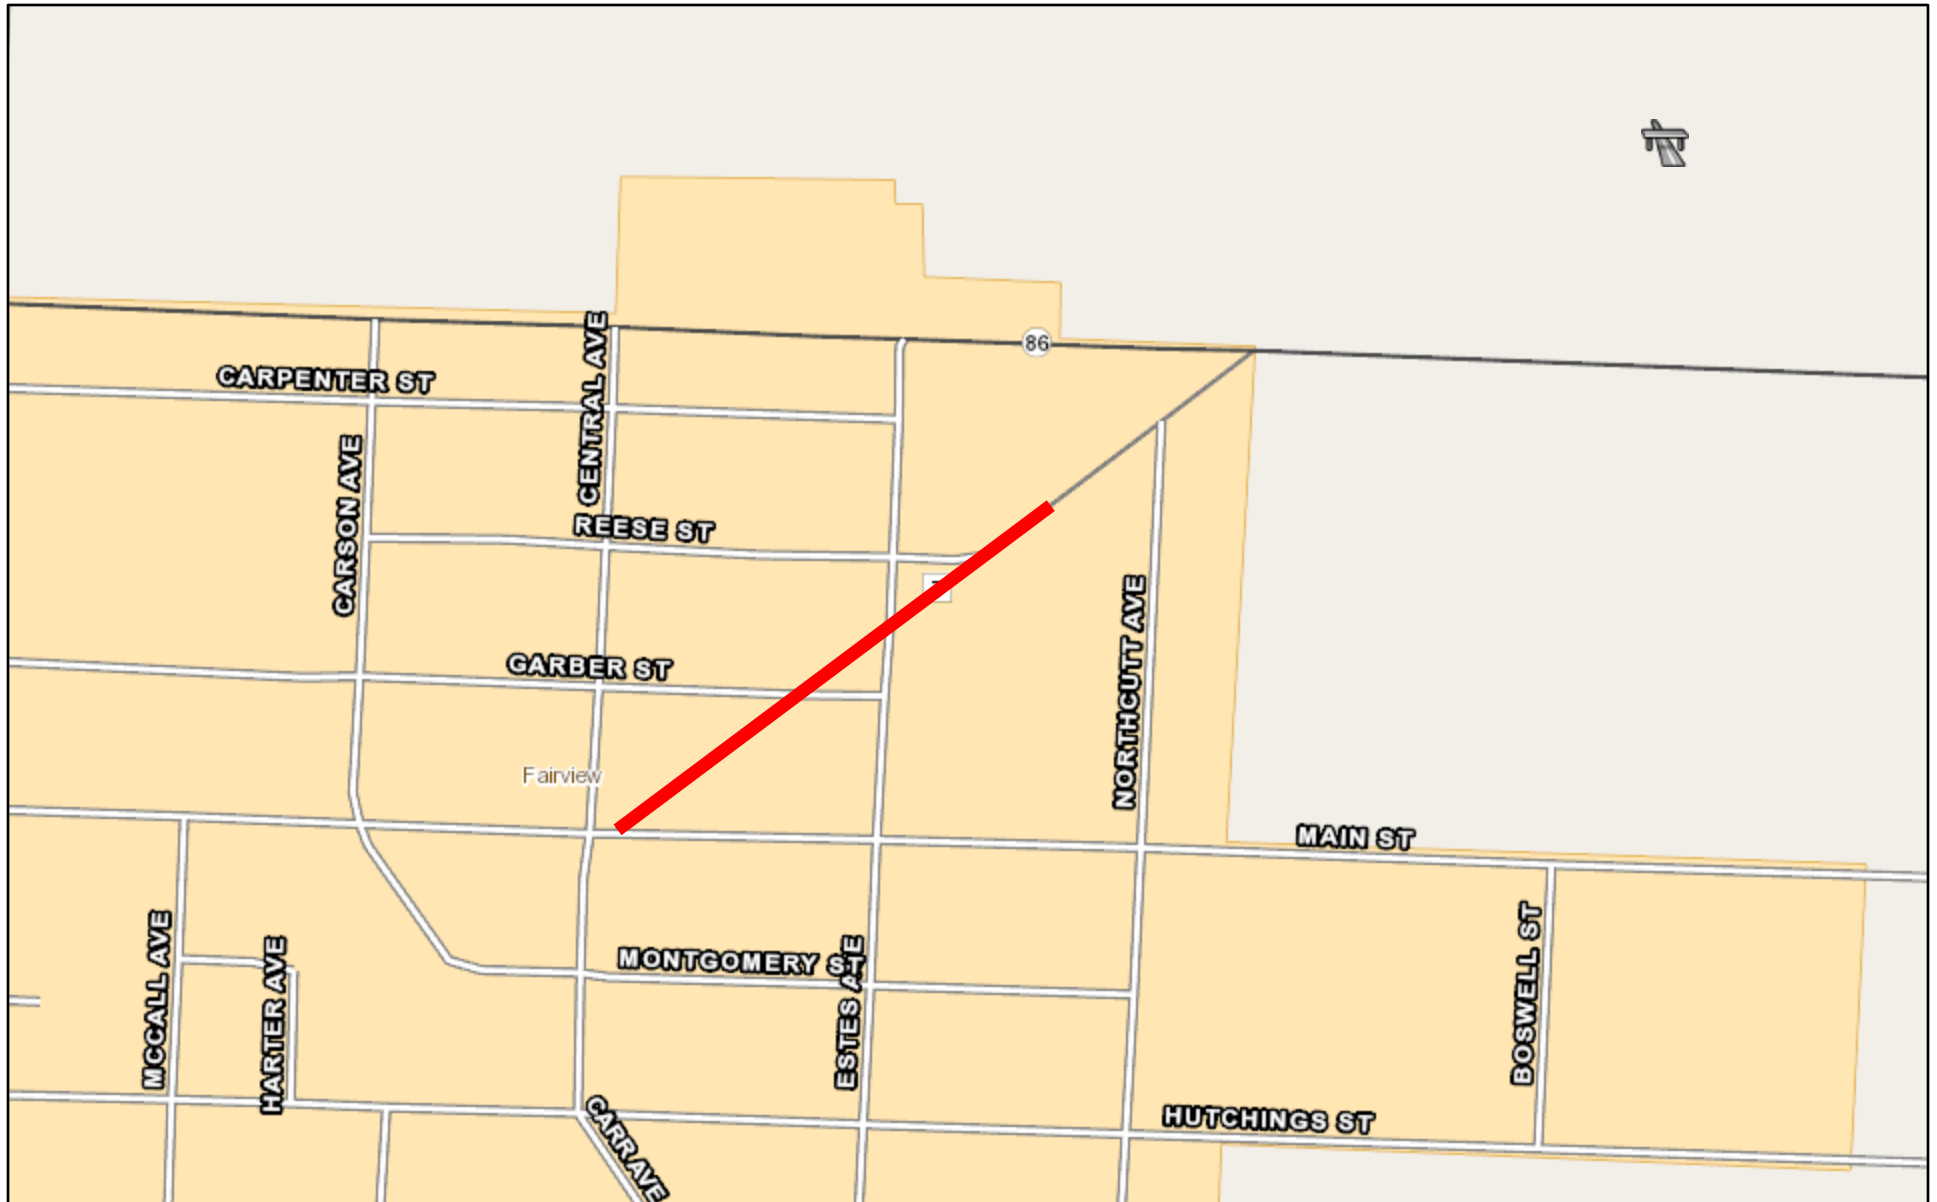 86
CARPENTER ST
CENTRAL AVE
CARSON AVE
REESE ST
NORTHCUTT AVE
GARBER ST
Fairview
MAIN ST
MCCALL AVE
HARTER AVE
MONTGOMERY ST
ESTES AVE
BOSWELL ST
CARR AVE
HUTCHINGS ST